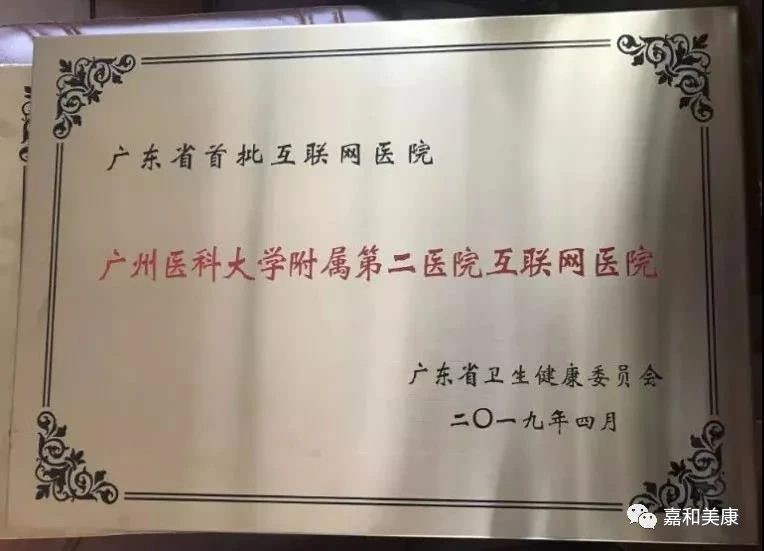 广东省首批互联网医院
广州医科大学附属第二医院互联网医院
广东省卫生健康委员会
二〇一九年四月
嘉和美康